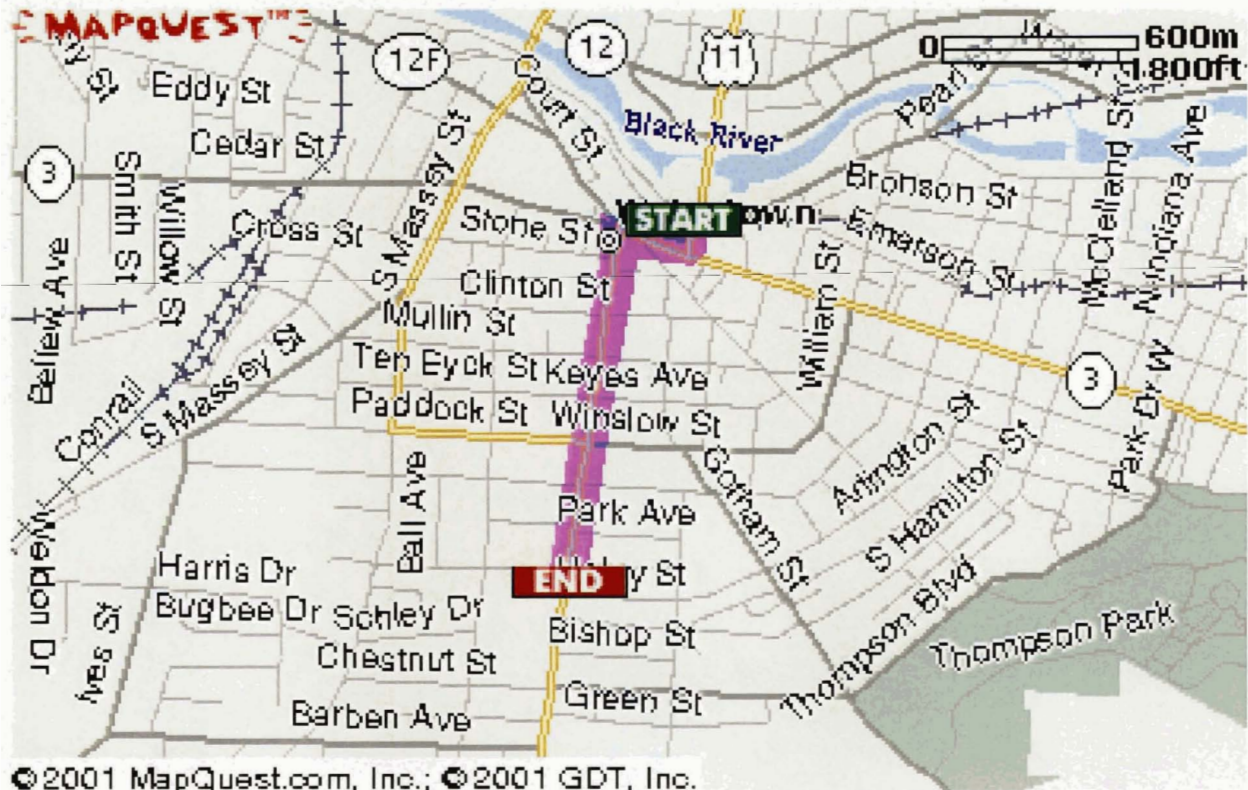 MAPQUEST™
12F
12
11
0
600m
1800ft
Eddy St
Cedar St
Court St
Black River
Pearl St
3
Smith St
Willow St
Cross St
S Massey St
Stone St
START
Bronson St
Emerson St
McClelland St
N Indiana Ave
Bellew Ave
Clinton St
Mullin St
William St
Ten Eyck St
Keyes Ave
3
Paddock St
Winslow St
Conrail
S Massey St
Arlington St
Park Dr W
Ball Ave
Gotham St
S Hamilton St
Park Ave
Weldon Dr
Harris Dr
END
Bugbee Dr
Schley Dr
Bishop St
Thompson Blvd
Thompson Park
Ives St
Chestnut St
Green St
Barben Ave
©2001 MapQuest.com, Inc.; ©2001 GDT, Inc.